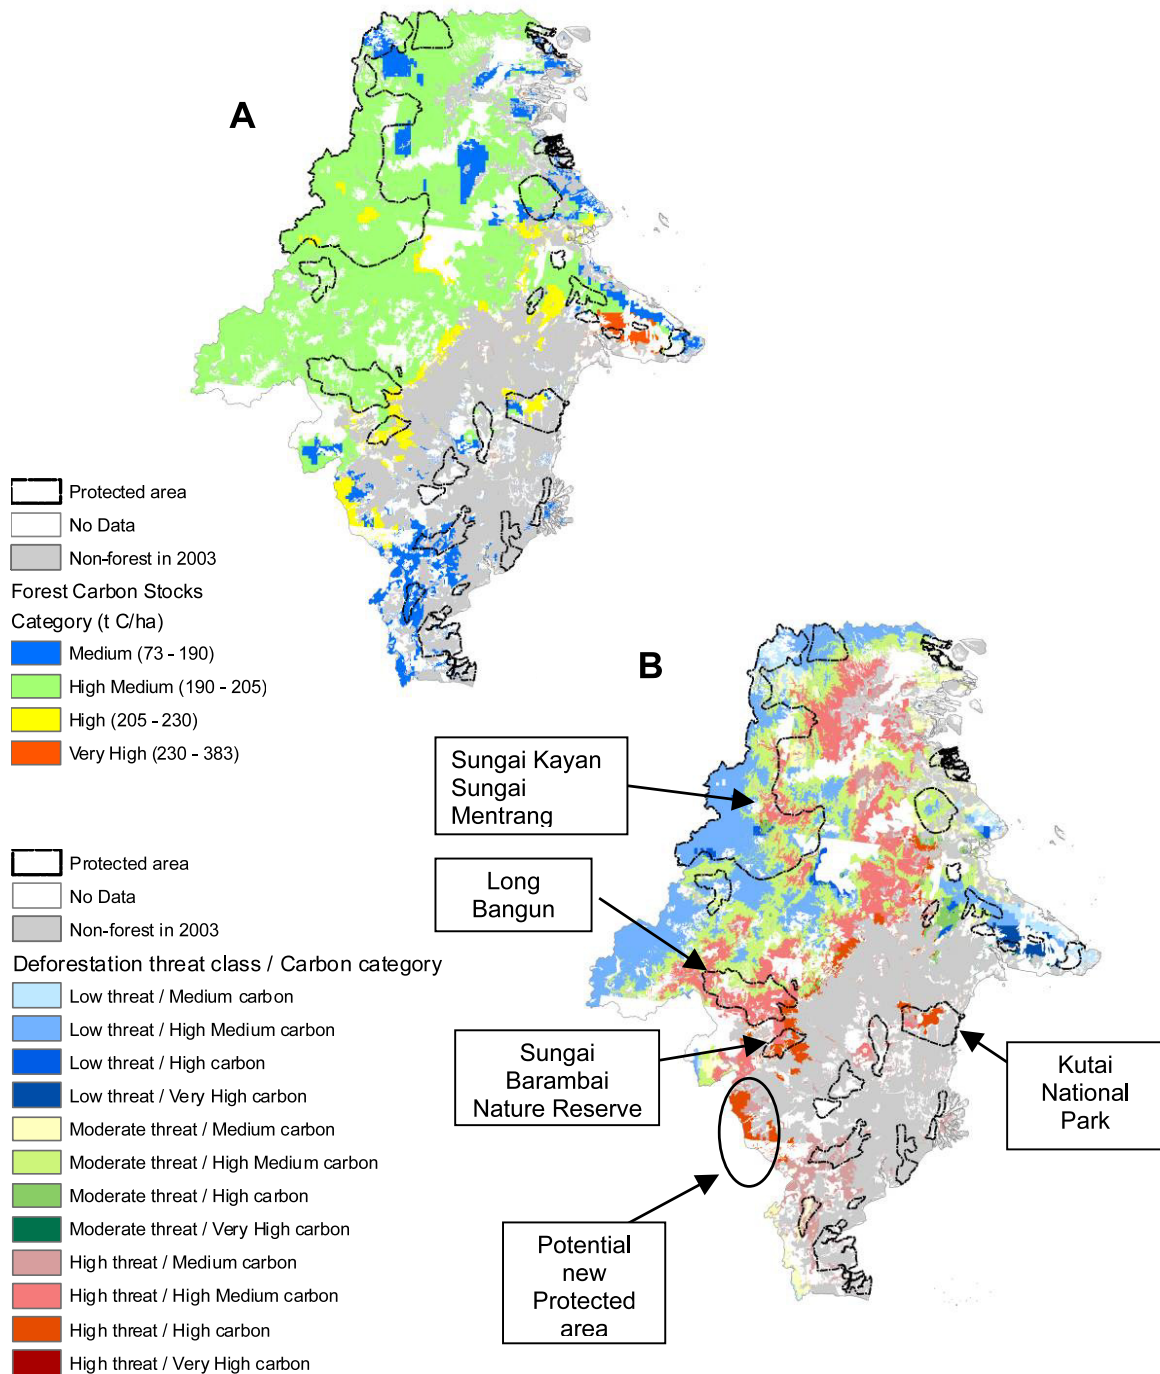 A
Protected area
No Data
Non-forest in 2003
Forest Carbon Stocks
Category (t C/ha)
Medium (73 - 190)
High Medium (190 - 205)
High (205 - 230)
Very High (230 - 383)
B
Sungai Kayan
Sungai
Mentrang
Long
Bangun
Sungai
Barambai
Nature Reserve
Kutai
National
Park
Potential
new
Protected
area
Protected area
No Data
Non-forest in 2003
Deforestation threat class / Carbon category
Low threat / Medium carbon
Low threat / High Medium carbon
Low threat / High carbon
Low threat / Very High carbon
Moderate threat / Medium carbon
Moderate threat / High Medium carbon
Moderate threat / High carbon
Moderate threat / Very High carbon
High threat / Medium carbon
High threat / High Medium carbon
High threat / High carbon
High threat / Very High carbon